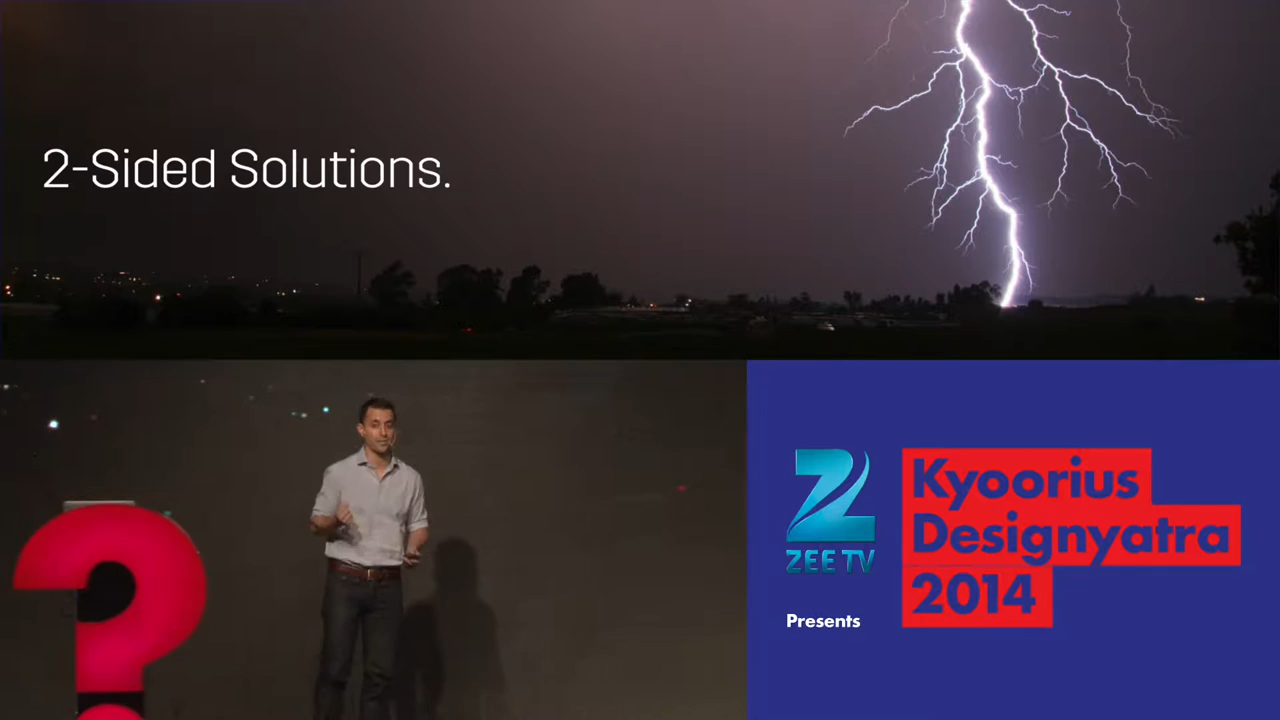 2-Sided Solutions.
?
ZEE TV
Presents
Kyoorius
Designyatra
2014